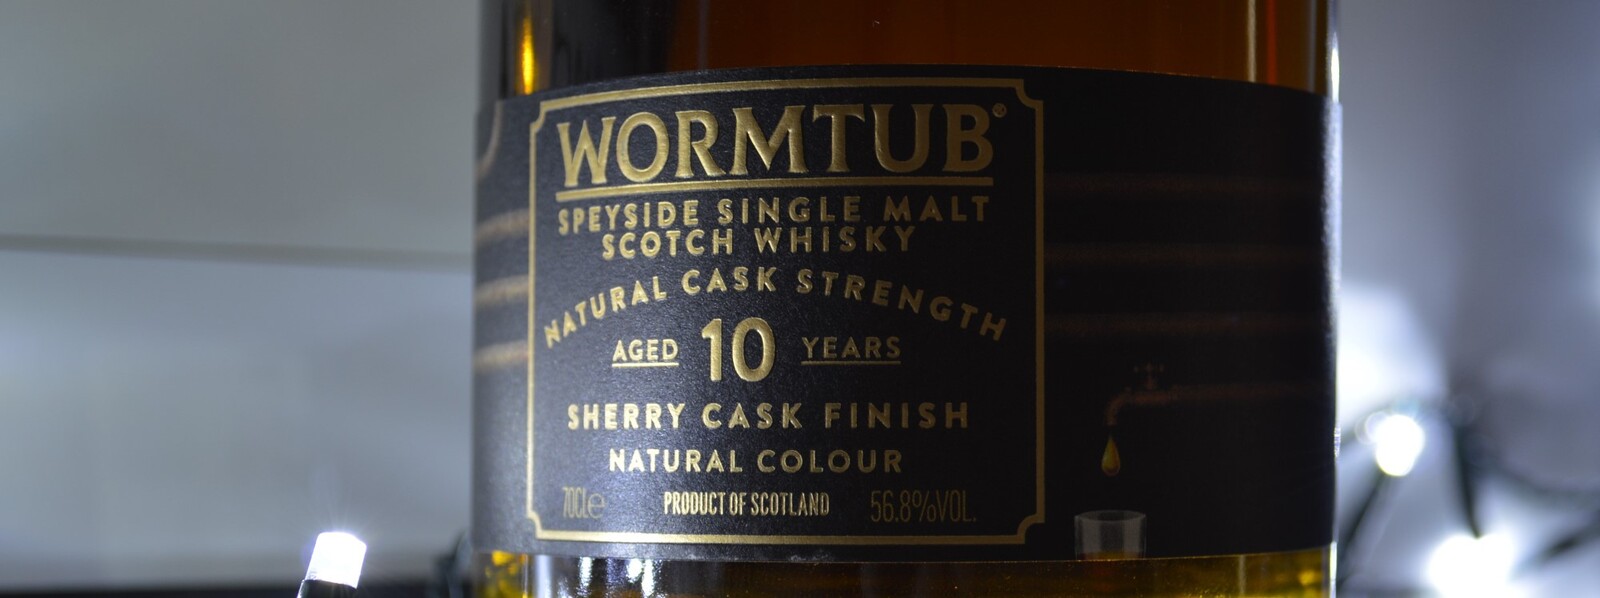 WORMTUB®
SPEYSIDE SINGLE MALT
SCOTCH WHISKY
NATURAL CASK STRENGTH
AGED 10 YEARS
SHERRY CASK FINISH
NATURAL COLOUR
70CL℮ PRODUCT OF SCOTLAND 56.8%VOL.